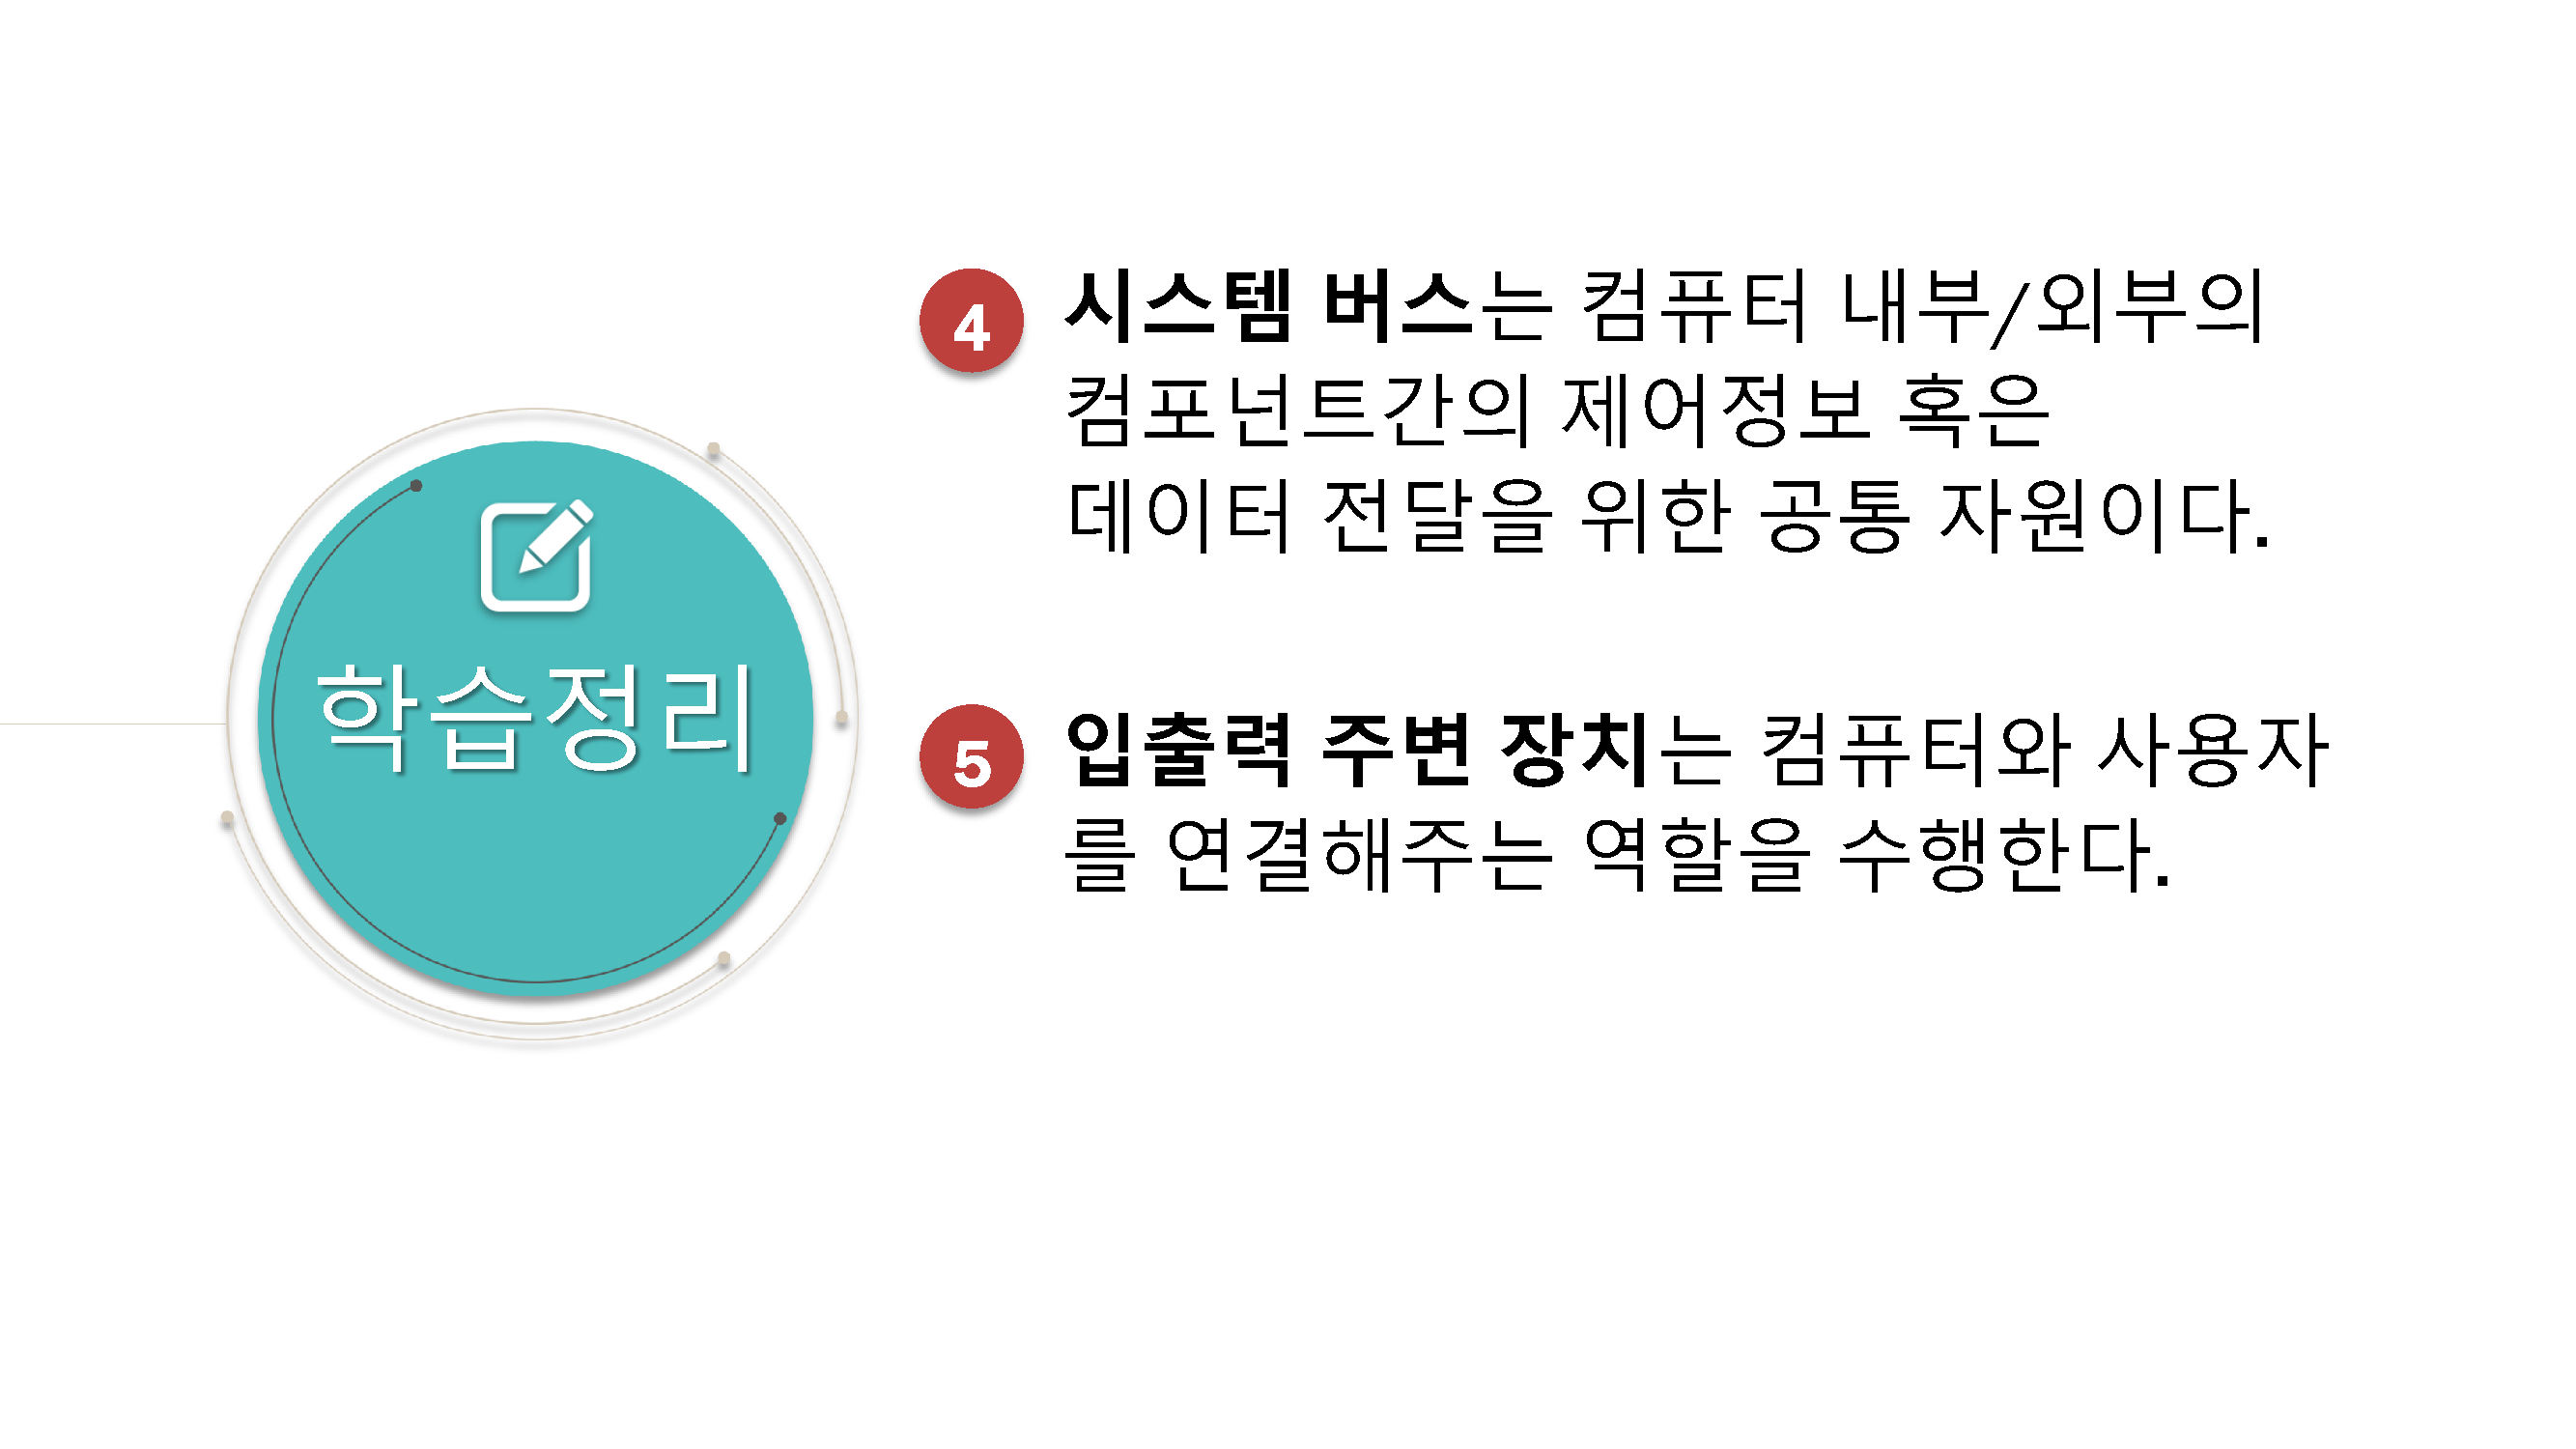 학습정리
4 시스템 버스는 컴퓨터 내부/외부의
컴포넌트간의 제어정보 혹은
데이터 전달을 위한 공통 자원이다.
5 입출력 주변 장치는 컴퓨터와 사용자
를 연결해주는 역할을 수행한다.